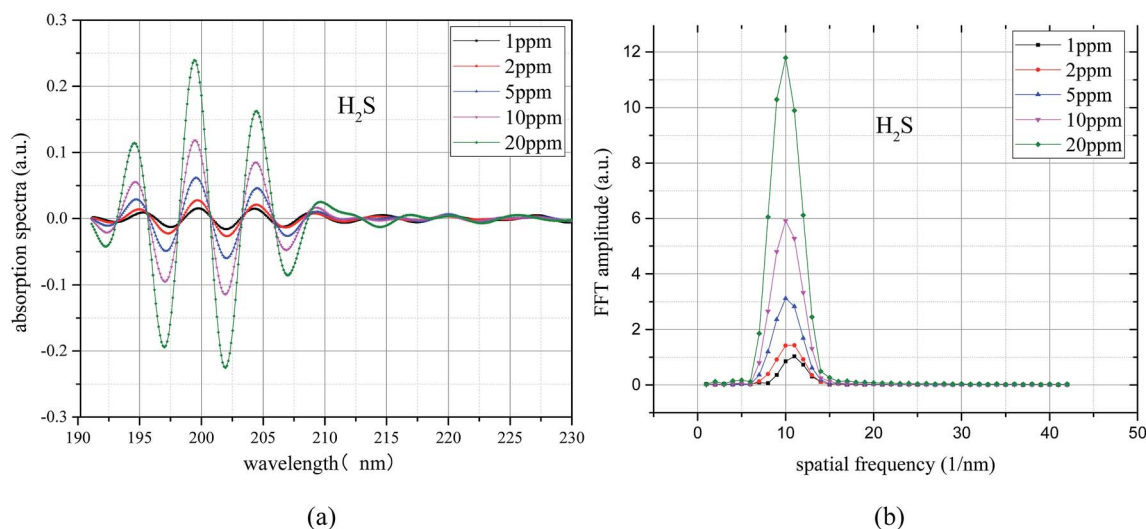 0.3
0.2
0.1
0.0
-0.1
-0.2
-0.3
190 195 200 205 210 215 220 225 230
absorption spectra (a.u.)
wavelength( nm)
H2S
1ppm
2ppm
5ppm
10ppm
20ppm
(a)
12
10
8
6
4
2
0
0 10 20 30 40 50
FFT amplitude (a.u.)
spatial frequency (1/nm)
H2S
1ppm
2ppm
5ppm
10ppm
20ppm
(b)